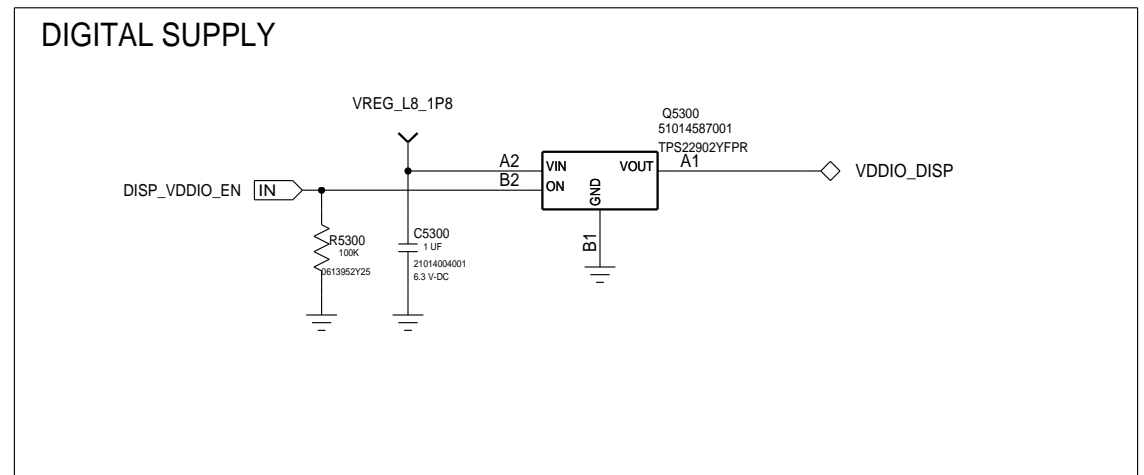 DIGITAL SUPPLY
VREG_L8_1P8
Q5300
51014587001
TPS22902YFPR
A2
VIN
VOUT
A1
VDDIO_DISP
DISP_VDDIO_EN
IN
B2
ON
GND
B1
R5300
100K
0613952Y25
C5300
1 UF
21014004001
6.3 V-DC